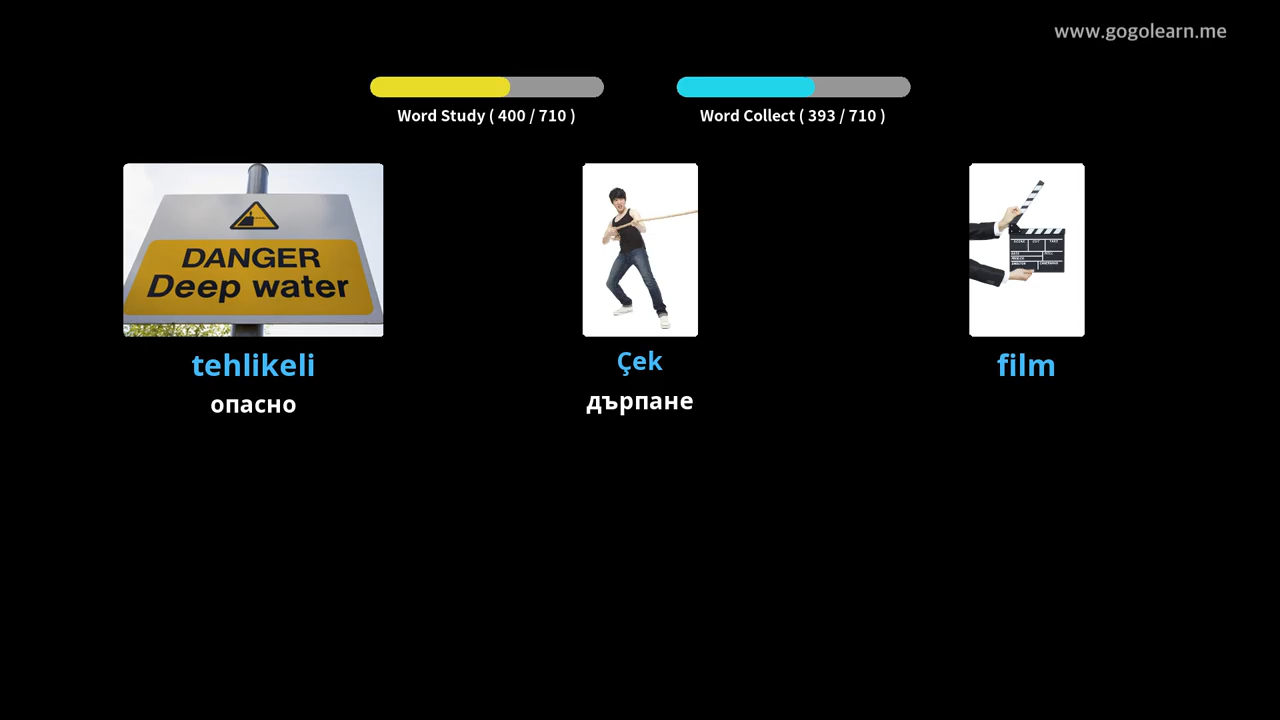 www.gogolearn.me
Word Study ( 400 / 710 )
Word Collect ( 393 / 710 )
DANGER
Deep water
tehlikeli
опасно
Çek
дърпане
film